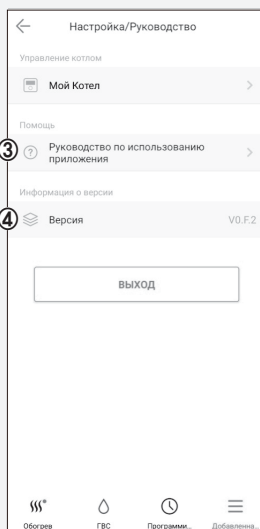 Настройка/Руководство
Управление котлом
Мой Котел
Помощь
③ Руководство по использованию
приложения
Информация о версии
④ Версия V0.F.2
ВЫХОД
Обогрев ГВС Программи... Добавленна...